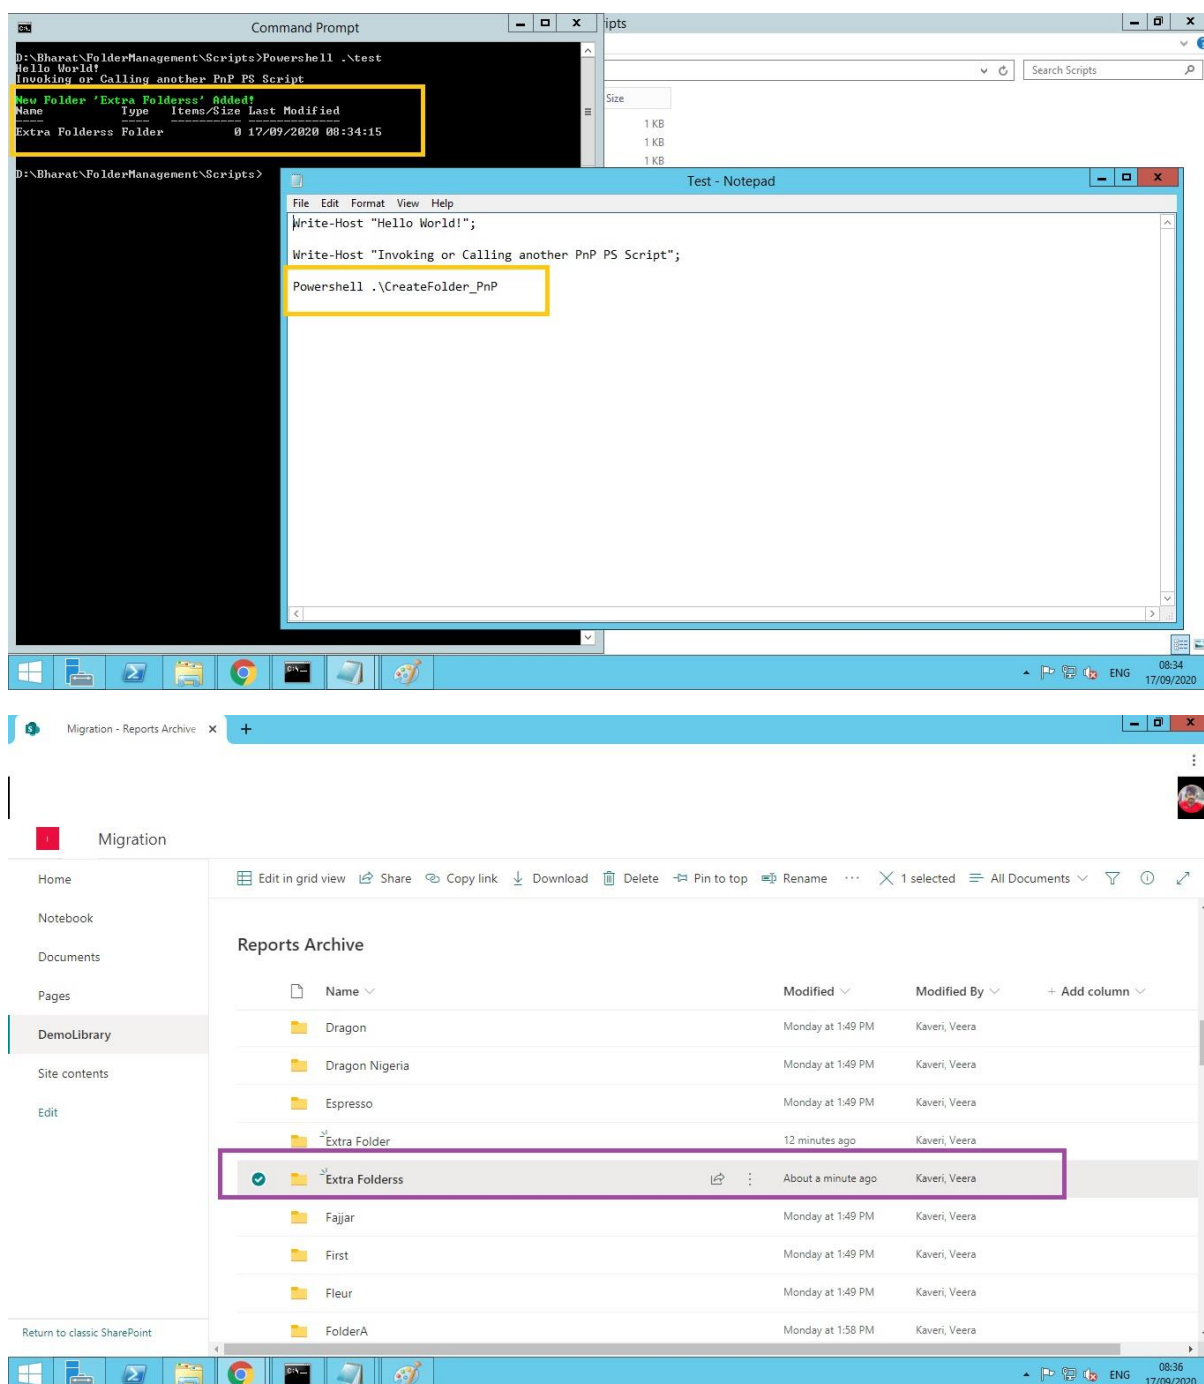 Command Prompt
ipts
D:\Bharat\FolderManagement\Scripts>Powershell .\test
Hello World!
Invoking or Calling another PnP PS Script
New Folder 'Extra Folderss' Added!
Name Type Items/Size Last Modified
---- ---- ---------- -------------
Extra Folderss Folder 0 17/09/2020 08:34:15
D:\Bharat\FolderManagement\Scripts>
Search Scripts
Size
1 KB
1 KB
1 KB
Test - Notepad
File Edit Format View Help
Write-Host "Hello World!";
Write-Host "Invoking or Calling another PnP PS Script";
Powershell .\CreateFolder_PnP
ENG
08:34
17/09/2020
Migration - Reports Archive
Migration
Home
Notebook
Documents
Pages
DemoLibrary
Site contents
Edit
Return to classic SharePoint
Edit in grid view Share Copy link Download Delete Pin to top Rename ... 1 selected All Documents
Reports Archive
Name Modified Modified By + Add column
Dragon Monday at 1:49 PM Kaveri, Veera
Dragon Nigeria Monday at 1:49 PM Kaveri, Veera
Espresso Monday at 1:49 PM Kaveri, Veera
Extra Folder 12 minutes ago Kaveri, Veera
Extra Folderss About a minute ago Kaveri, Veera
Fajjar Monday at 1:49 PM Kaveri, Veera
First Monday at 1:49 PM Kaveri, Veera
Fleur Monday at 1:49 PM Kaveri, Veera
FolderA Monday at 1:58 PM Kaveri, Veera
ENG
08:36
17/09/2020